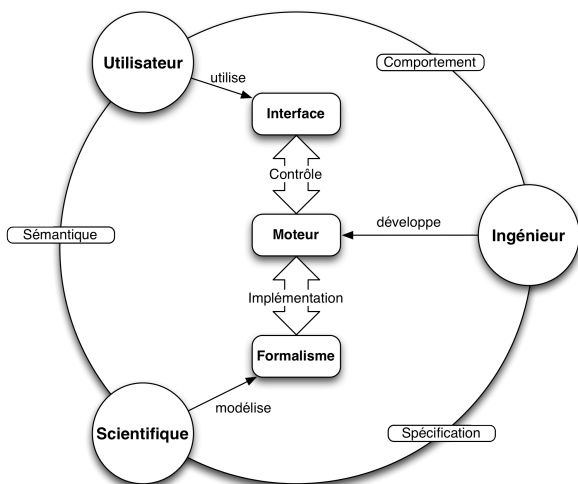 Utilisateur
Comportement
utilise
Interface
Contrôle
développe
Sémantique
Moteur
Ingénieur
Implémentation
Formalisme
modélise
Scientifique
Spécification